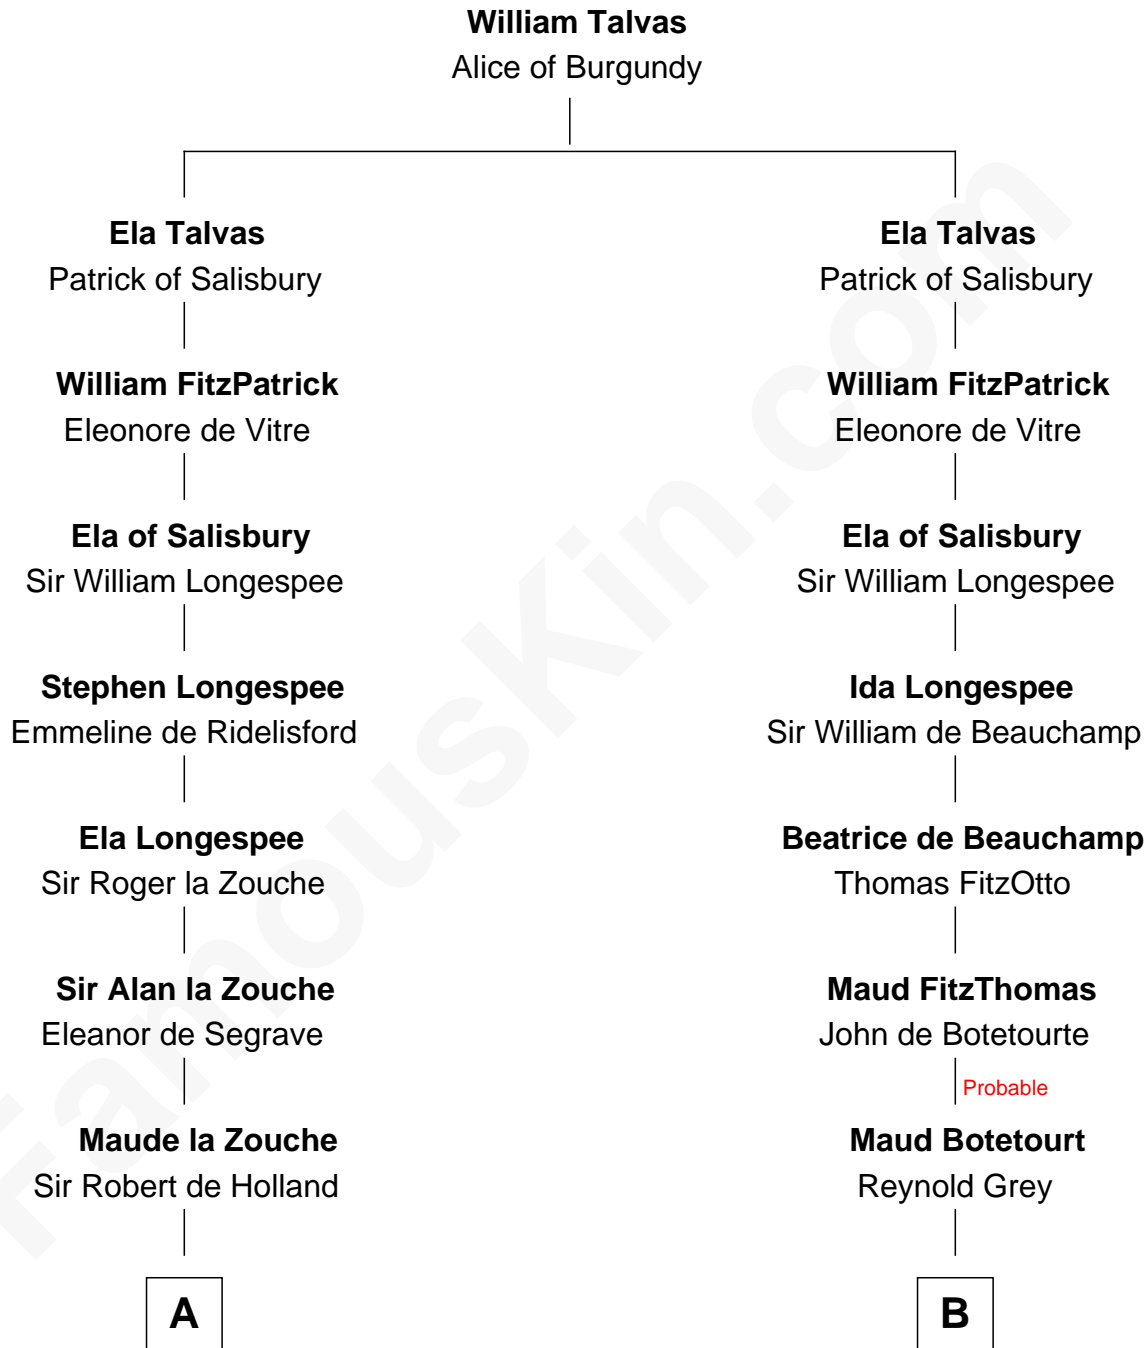 William Talvas
Alice of Burgundy
Ela Talvas
Patrick of Salisbury
William FitzPatrick
Eleonore de Vitre
Ela of Salisbury
Sir William Longespee
Stephen Longespee
Emmeline de Ridelisford
Ela Longespee
Sir Roger la Zouche
Sir Alan la Zouche
Eleanor de Segrave
Maude la Zouche
Sir Robert de Holland
A
Ela Talvas
Patrick of Salisbury
William FitzPatrick
Eleonore de Vitre
Ela of Salisbury
Sir William Longespee
Ida Longespee
Sir William de Beauchamp
Beatrice de Beauchamp
Thomas FitzOtto
Maud FitzThomas
John de Botetourte
Probable
Maud Botetourt
Reynold Grey
B
FamousKin.com